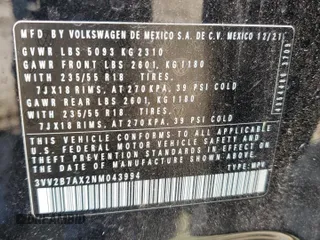 MFD BY VOLKSWAGEN DE MEXICO S.A. DE C.V. MEXICO 12/21
GVWR LBS 5093 KG 2310
GAWR FRONT LBS 2601, KG 1180
WITH 235/55 R18 TIRES,
7JX18 RIMS, AT 270 KPA, 39 PSI COLD
GAWR REAR LBS 2601, KG 1180
WITH 235/55 R18 TIRES,
7JX18 RIMS, AT 270 KPA, 39 PSI COLD
THIS VEHICLE CONFORMS TO ALL APPLICABLE
U.S. FEDERAL MOTOR VEHICLE SAFETY
STANDARDS IN EFFECT ON THE DATE OF
MANUFACTURE SHOWN ABOVE.
3VV2B7AX2NM043994
TYPE: MPV